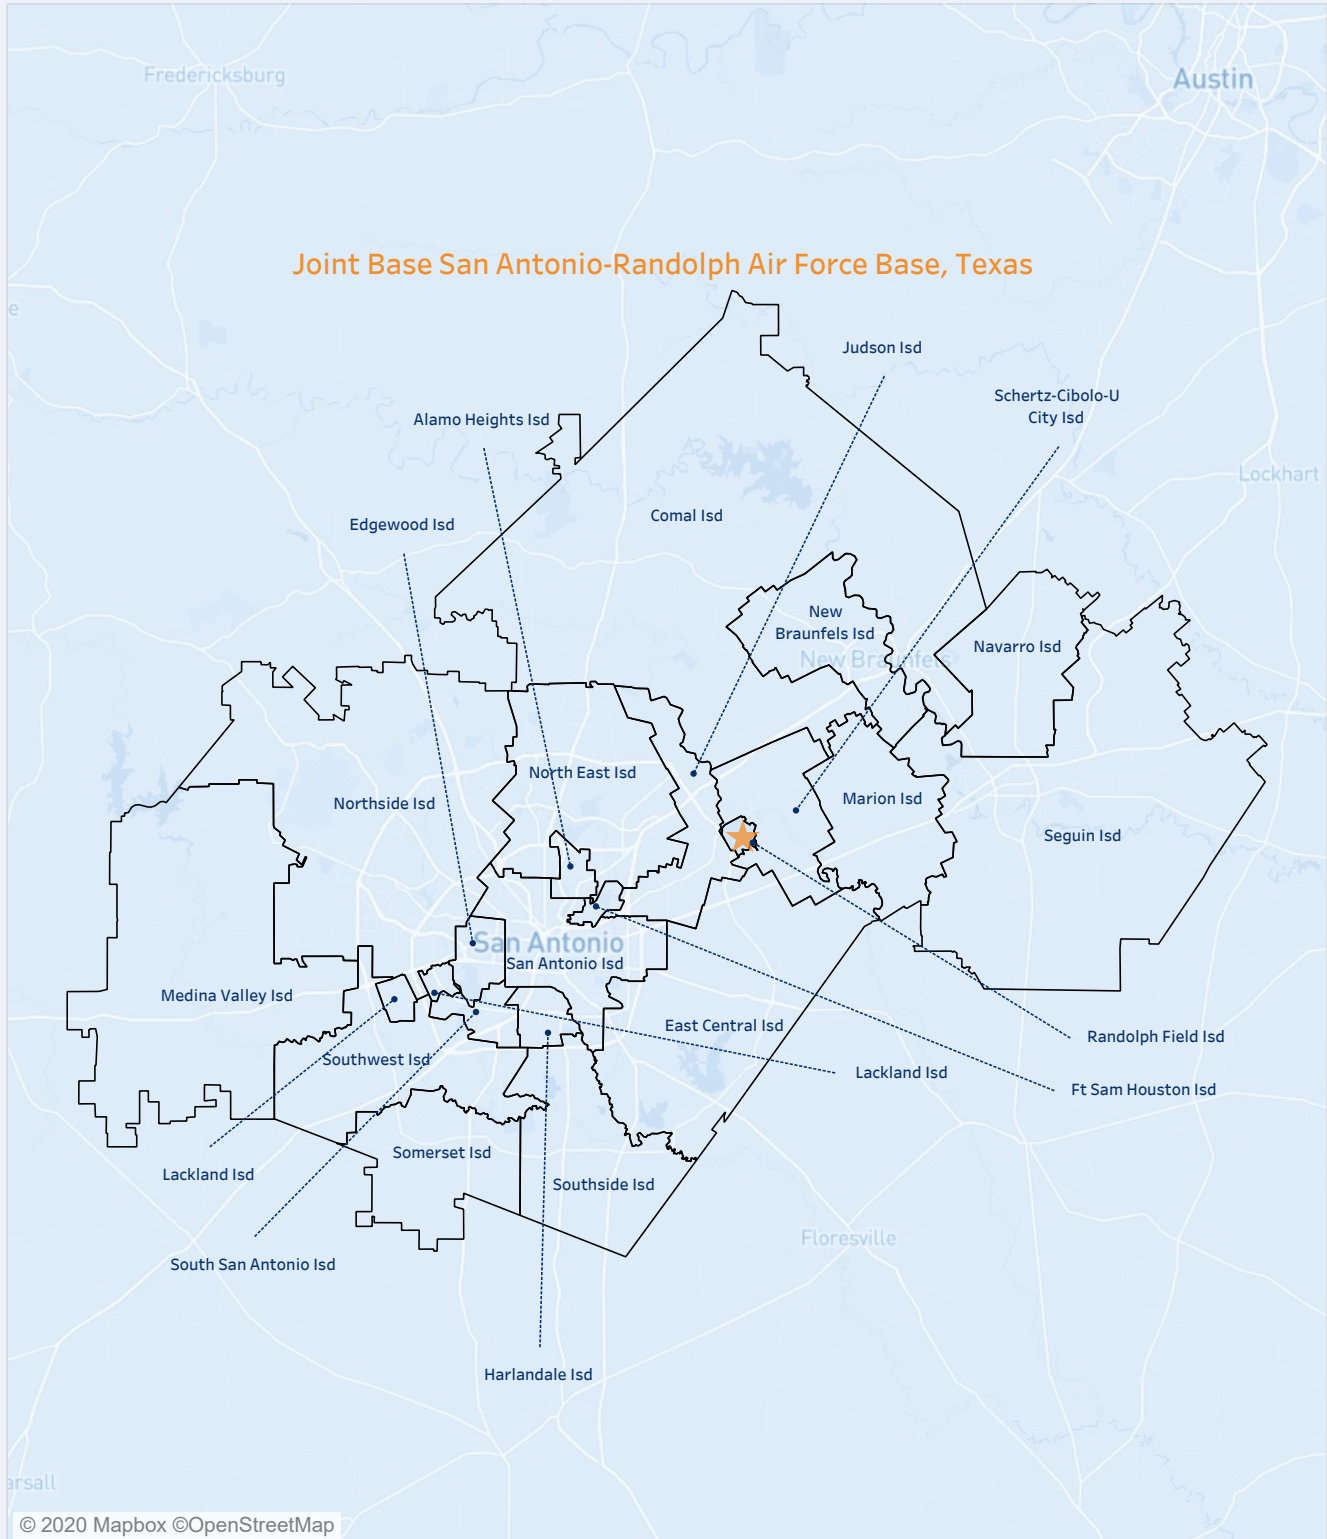 Fredericksburg
Austin
Joint Base San Antonio-Randolph Air Force Base, Texas
e
Judson Isd
Schertz-Cibolo-U
City Isd
Alamo Heights Isd
Lockhart
Comal Isd
Edgewood Isd
New
Braunfels Isd
Navarro Isd
New Braunfels
North East Isd
Northside Isd
Marion Isd
Seguin Isd
San Antonio
San Antonio Isd
Medina Valley Isd
East Central Isd
Randolph Field Isd
Southwest Isd
Lackland Isd
Ft Sam Houston Isd
Somerset Isd
Lackland Isd
Southside Isd
Floresville
South San Antonio Isd
Harlandale Isd
arsall
© 2020 Mapbox ©OpenStreetMap